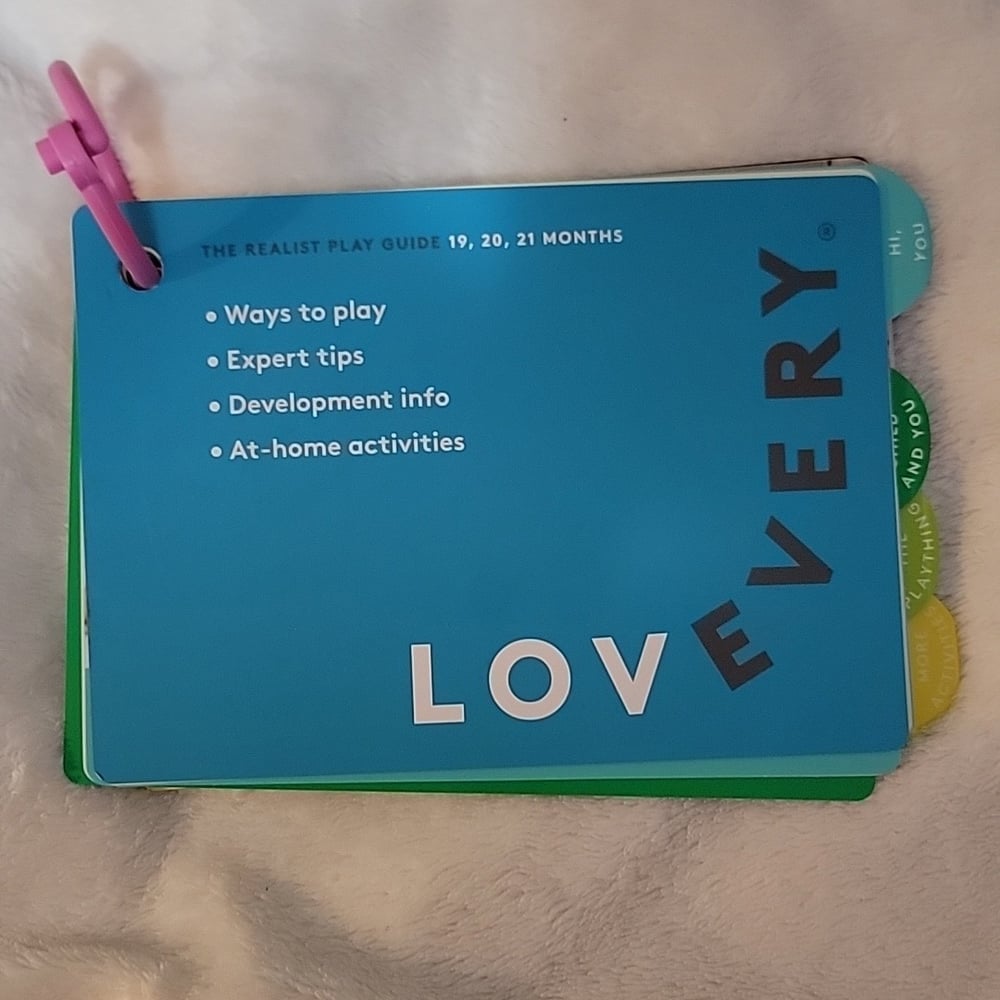 THE REALIST PLAY GUIDE 19, 20, 21 MONTHS
• Ways to play
• Expert tips
• Development info
• At-home activities
LOVEVERY®
HI,
YOU
AND YOU
MORE
ACTIVITIES